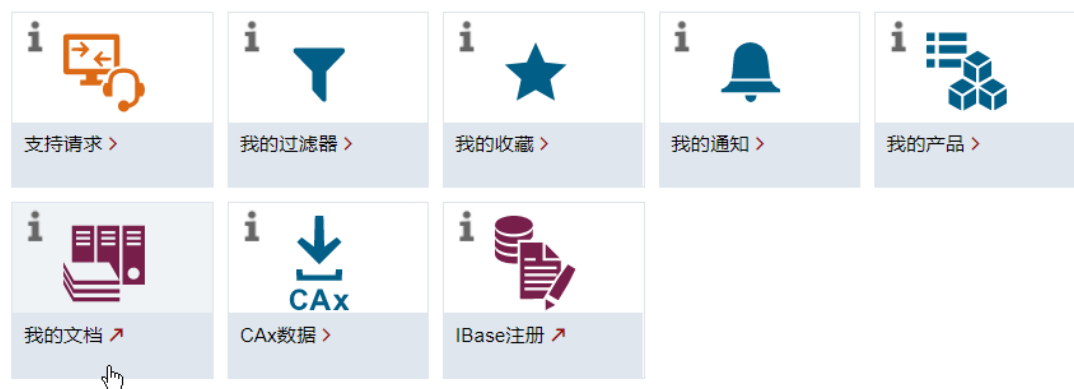 支持请求
我的过滤器
我的收藏
我的通知
我的产品
CAx
我的文档
CAx数据
IBase注册